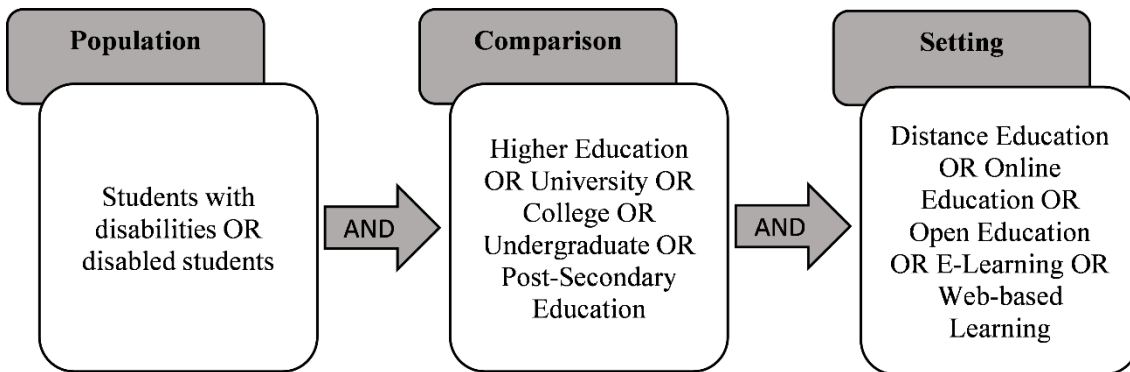 Population
Students with
disabilities OR
disabled students
AND
Comparison
Higher Education
OR University OR
College OR
Undergraduate OR
Post-Secondary
Education
AND
Setting
Distance Education
OR Online
Education OR
Open Education
OR E-Learning OR
Web-based
Learning